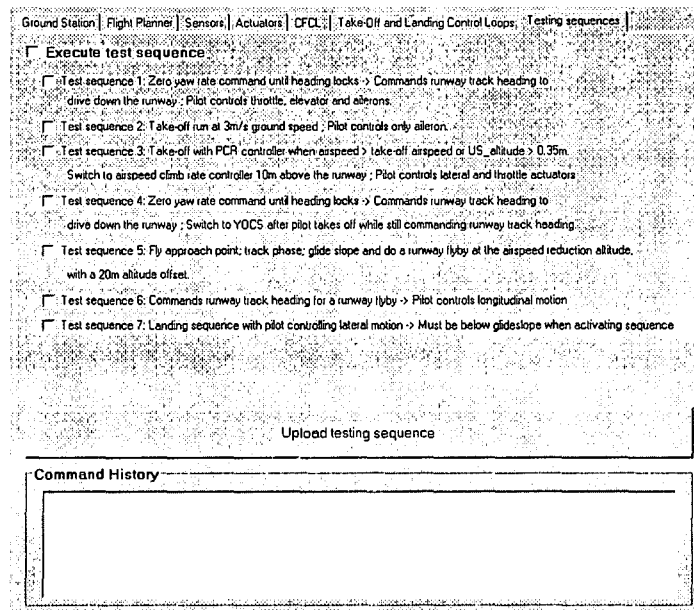 Ground Station Flight Planner Sensors Actuators CFCL Take-Off and Landing Control Loops Testing sequences
Execute test sequence
Test sequence 1: Zero yaw rate command until heading locks -> Commands runway track heading to
drive down the runway ; Pilot controls throttle, elevator and ailerons.
Test sequence 2: Take-off run at 3m/s ground speed ; Pilot controls only aileron.
Test sequence 3: Take-off with PCR controller when airspeed > take-off airspeed or US_altitude > 0.35m.
Switch to airspeed climb rate controller 10m above the runway ; Pilot controls lateral and throttle actuators
Test sequence 4: Zero yaw rate command until heading locks -> Commands runway track heading to
drive down the runway ; Switch to YOCS after pilot takes off while still commanding runway track heading.
Test sequence 5: Fly approach point; track phase; glide slope and do a runway flyby at the airspeed reduction altitude,
with a 20m altitude offset.
Test sequence 6: Commands runway track heading for a runway flyby -> Pilot controls longitudinal motion
Test sequence 7: Landing sequence with pilot controlling lateral motion -> Must be below glideslope when activating sequence
Upload testing sequence
Command History